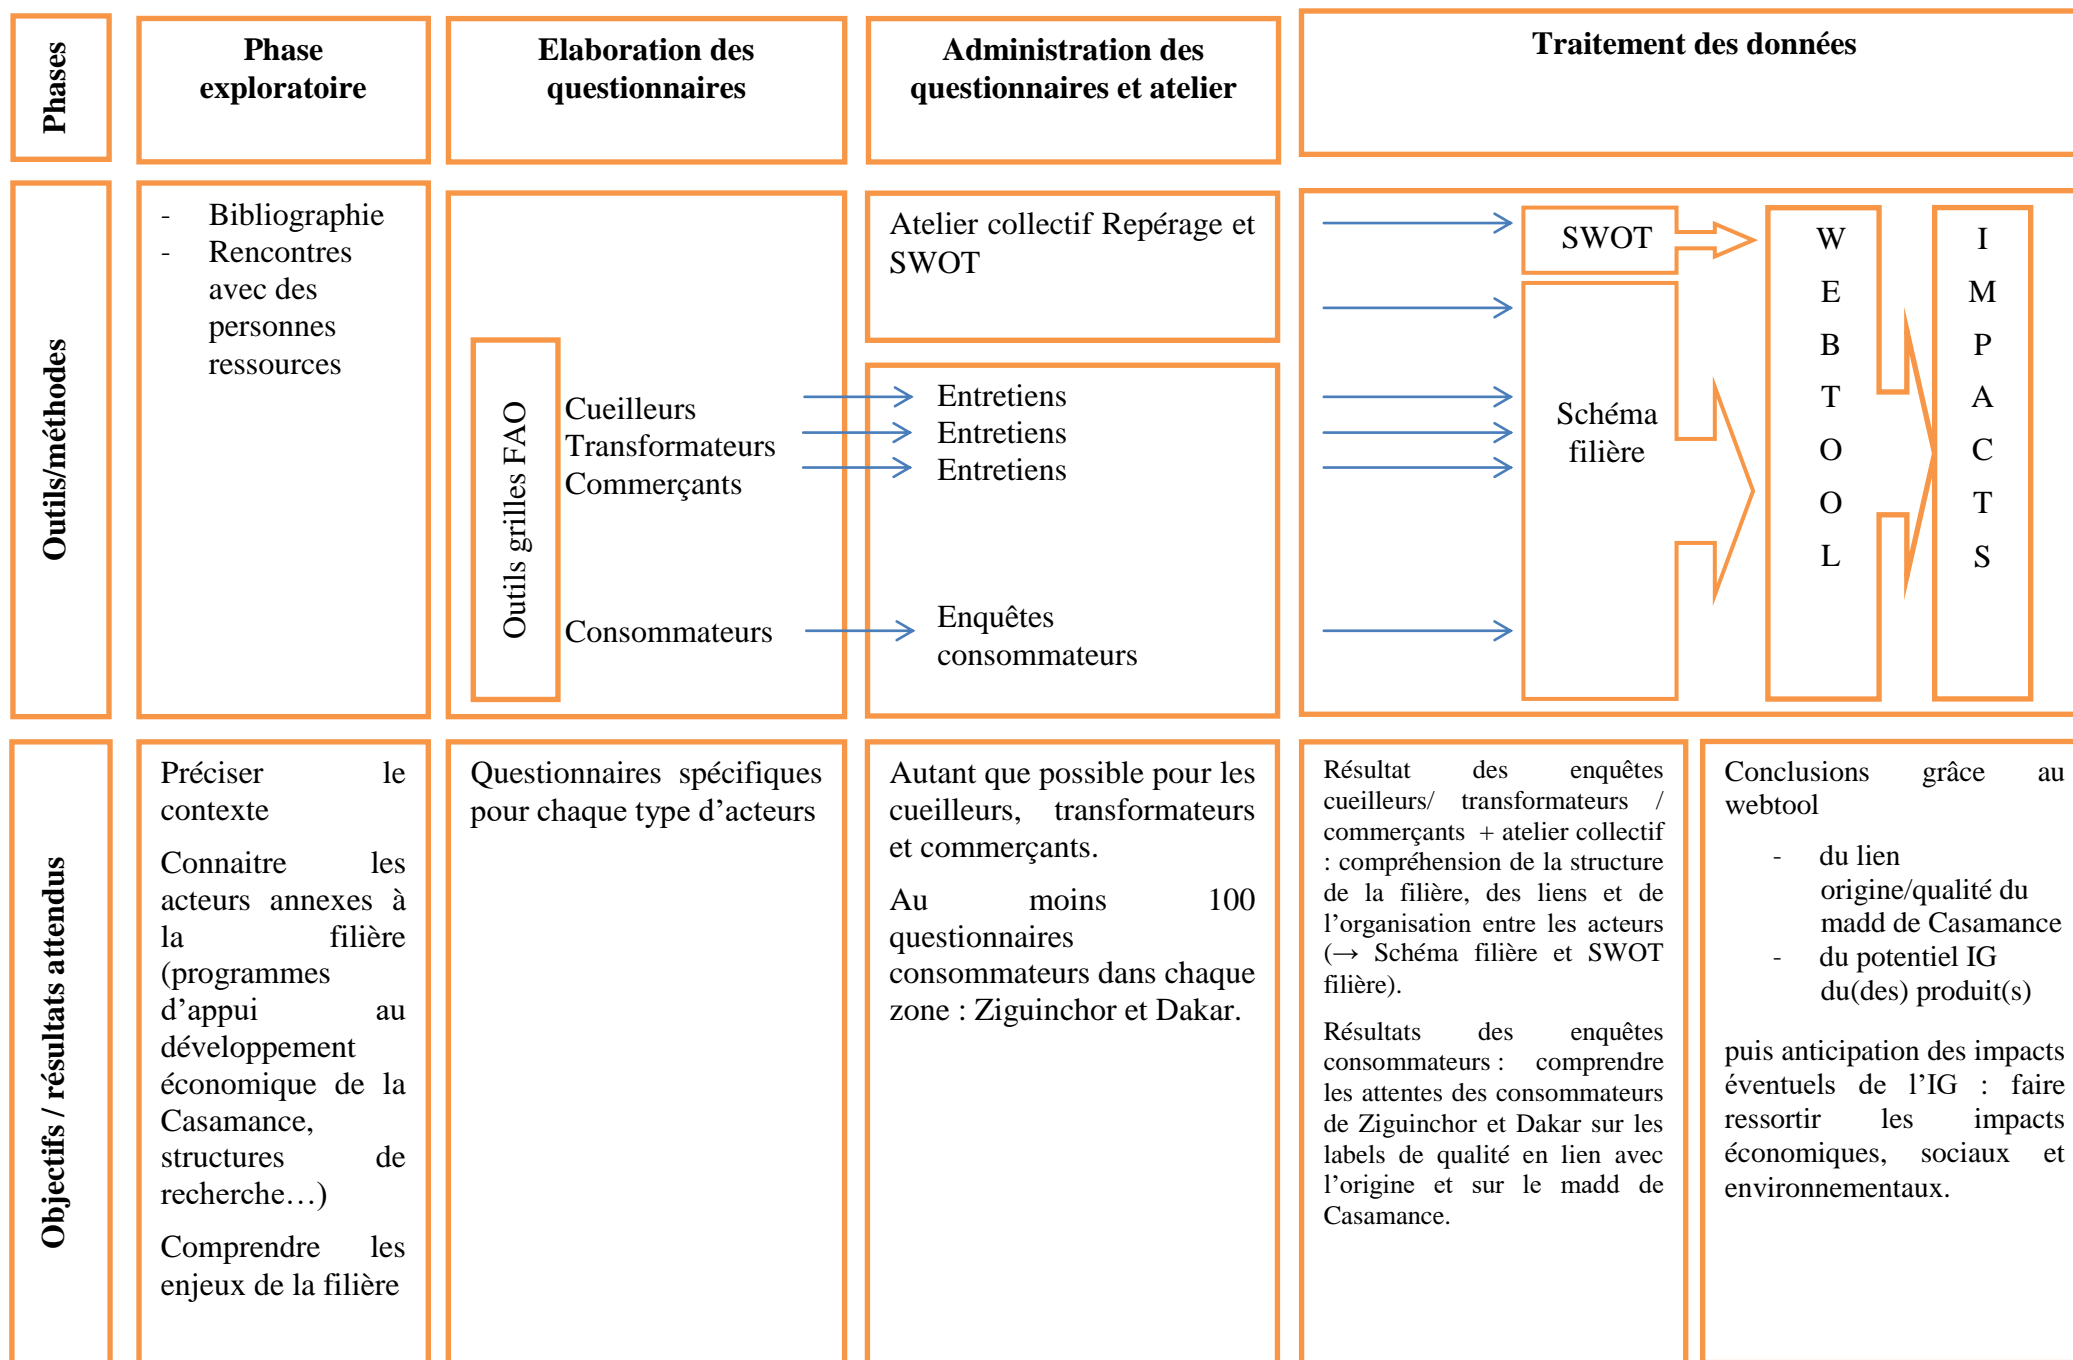 Phases
Phase
exploratoire
Elaboration des
questionnaires
Administration des
questionnaires et atelier
Traitement des données
Outils/méthodes
- Bibliographie
- Rencontres
avec des
personnes
ressources
Outils grilles FAO
Cueilleurs
Transformateurs
Commerçants
Consommateurs
Atelier collectif Repérage et
SWOT
Entretiens
Entretiens
Entretiens
Enquêtes
consommateurs
SWOT
Schéma
filière
W
E
B
T
O
O
L
I
M
P
A
C
T
S
Objectifs / résultats attendus
Préciser le
contexte
Connaitre les
acteurs annexes à
la filière
(programmes
d’appui au
développement
économique de la
Casamance,
structures de
recherche…)
Comprendre les
enjeux de la filière
Questionnaires spécifiques
pour chaque type d’acteurs
Autant que possible pour les
cueilleurs, transformateurs
et commerçants.
Au moins 100
questionnaires
consommateurs dans chaque
zone : Ziguinchor et Dakar.
Résultat des enquêtes
cueilleurs/ transformateurs /
commerçants + atelier collectif
: compréhension de la structure
de la filière, des liens et de
l’organisation entre les acteurs
(→ Schéma filière et SWOT
filière).
Résultats des enquêtes
consommateurs : comprendre
les attentes des consommateurs
de Ziguinchor et Dakar sur les
labels de qualité en lien avec
l’origine et sur le madd de
Casamance.
Conclusions grâce au
webtool
- du lien
origine/qualité du
madd de Casamance
- du potentiel IG
du(des) produit(s)
puis anticipation des impacts
éventuels de l’IG : faire
ressortir les impacts
économiques, sociaux et
environnementaux.